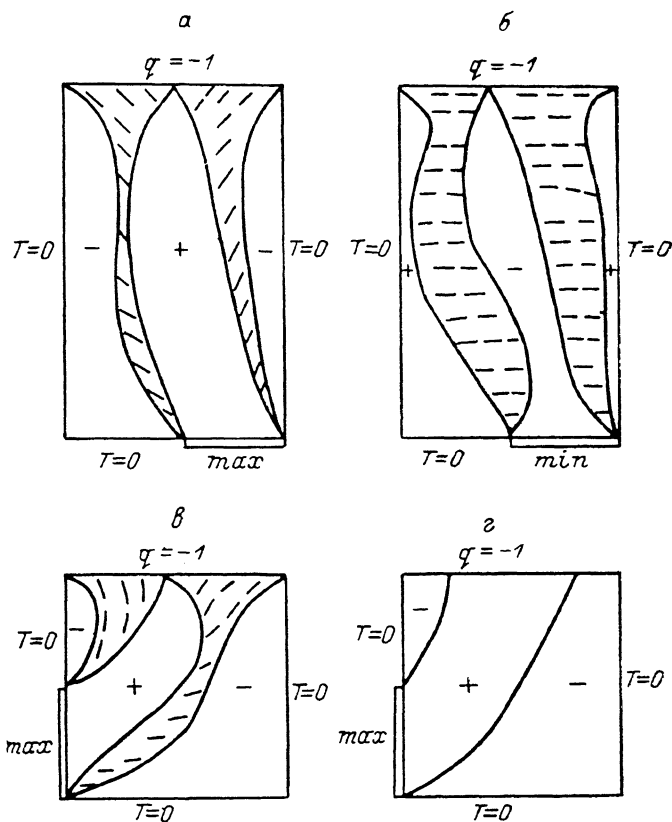 а б
q = -1 q = -1
T=0 - + - T=0 T=0 + - + T=0
T=0 max T=0 min
в г
q = -1 q = -1
T=0 - - T=0
+ - T=0 + - T=0
max max
T=0 T=0